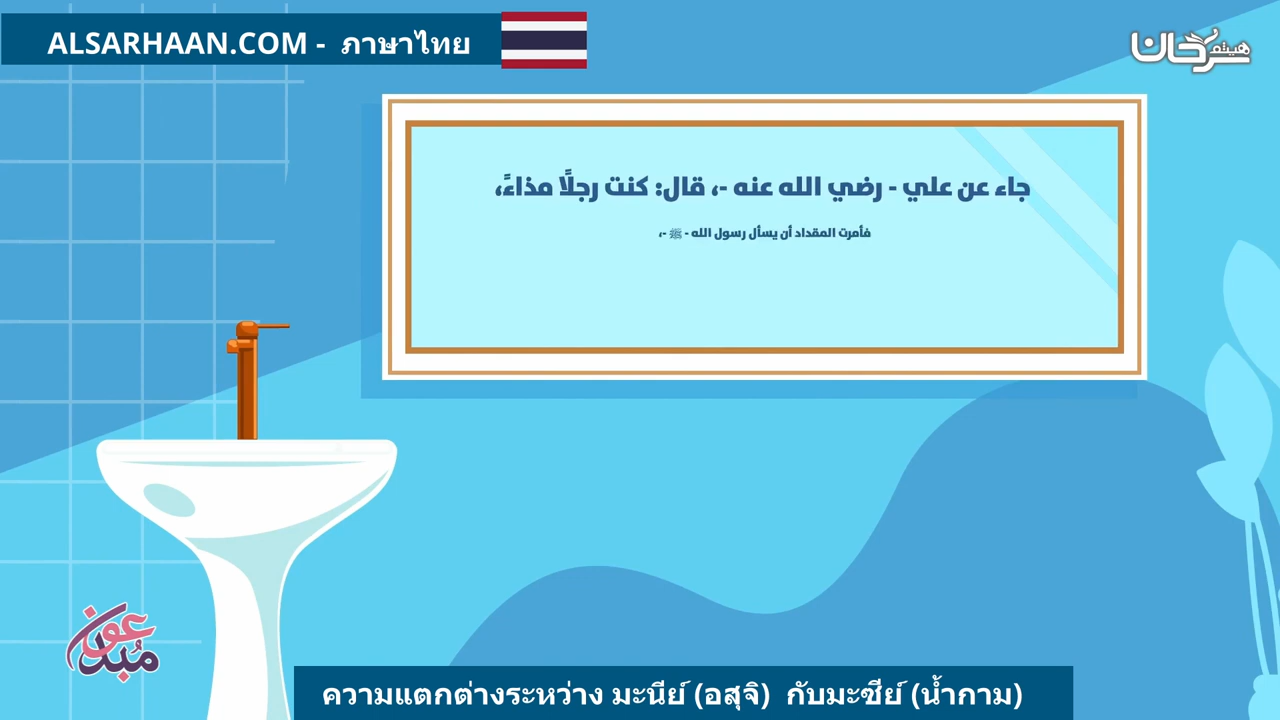 ALSARHAAN.COM - ภาษาไทย
هيثم سرحان
جاء عن علي - رضي الله عنه -، قال: كنت رجلًا مذاءً،
فأمرت المقداد أن يسأل رسول الله - ﷺ -،
مُبدعون
ความแตกต่างระหว่าง มะนีย์ (อสุจิ) กับมะซีย์ (น้ำกาม)